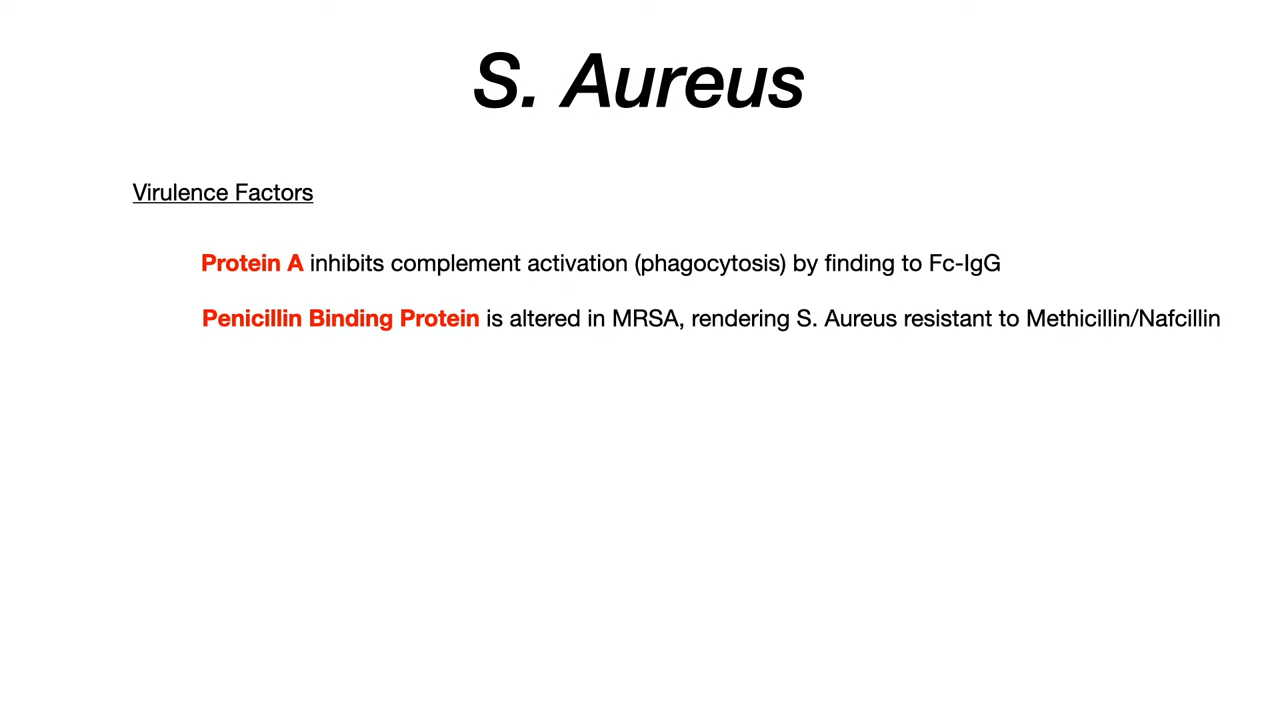 S. Aureus
Virulence Factors
Protein A inhibits complement activation (phagocytosis) by finding to Fc-IgG
Penicillin Binding Protein is altered in MRSA, rendering S. Aureus resistant to Methicillin/Nafcillin